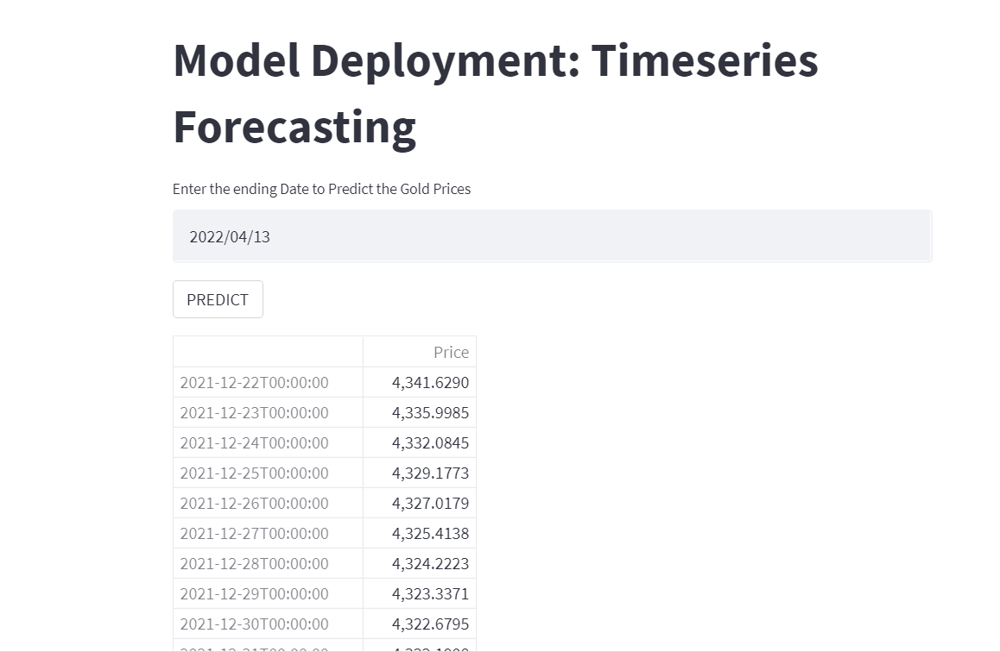 Model Deployment: Timeseries
Forecasting
Enter the ending Date to Predict the Gold Prices
2022/04/13
PREDICT
Price
2021-12-22T00:00:00 4,341.6290
2021-12-23T00:00:00 4,335.9985
2021-12-24T00:00:00 4,332.0845
2021-12-25T00:00:00 4,329.1773
2021-12-26T00:00:00 4,327.0179
2021-12-27T00:00:00 4,325.4138
2021-12-28T00:00:00 4,324.2223
2021-12-29T00:00:00 4,323.3371
2021-12-30T00:00:00 4,322.6795